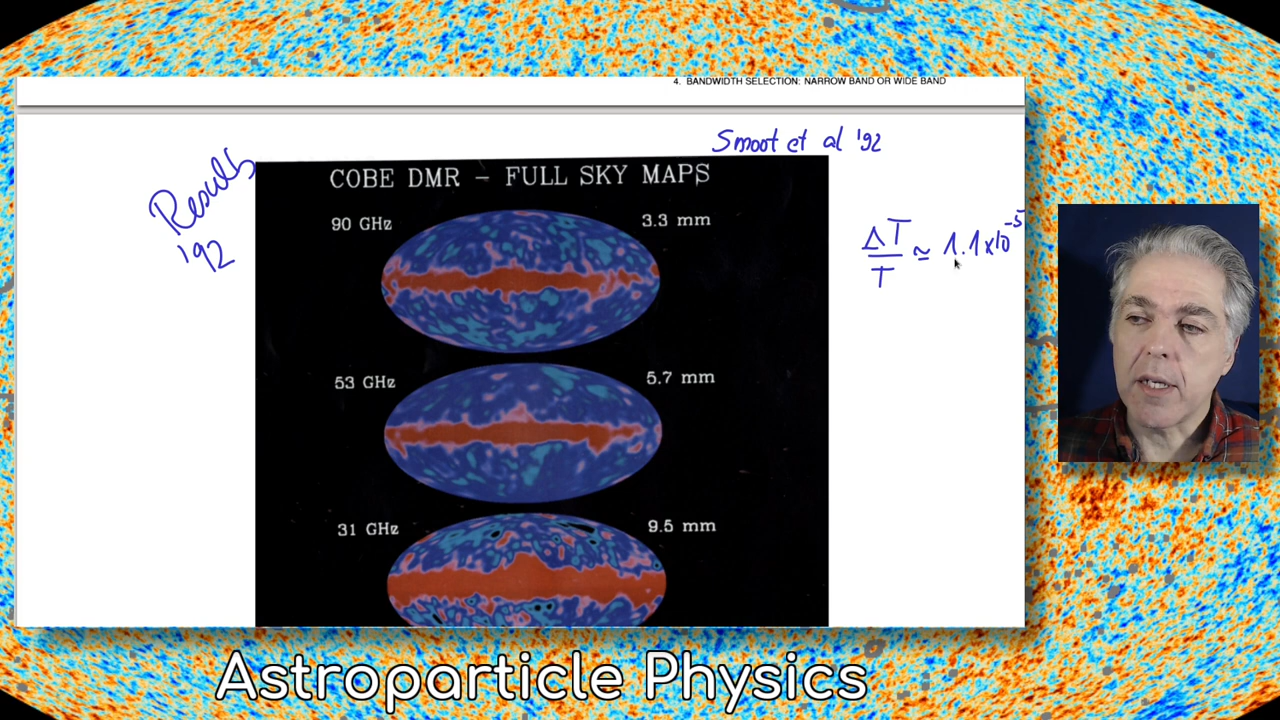 4. BANDWIDTH SELECTION: NARROW BAND OR WIDE BAND
Smoot et al '92
Results
'92
COBE DMR – FULL SKY MAPS
90 GHz 3.3 mm
ΔT/T ≃ 1.1×10⁻⁵
53 GHz 5.7 mm
31 GHz 9.5 mm
Astroparticle Physics